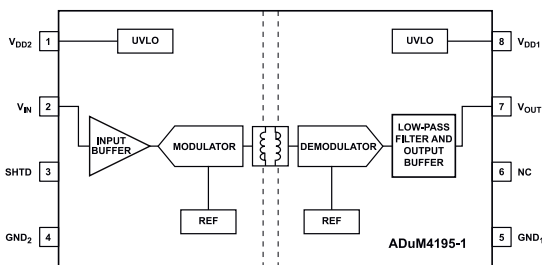 VDD2 1 UVLO UVLO 8 VDD1
VIN 2 7 VOUT
INPUT
BUFFER
MODULATOR
DEMODULATOR
LOW-PASS
FILTER AND
OUTPUT
BUFFER
SHTD 3 6 NC
REF REF
GND2 4 ADuM4195-1 5 GND1